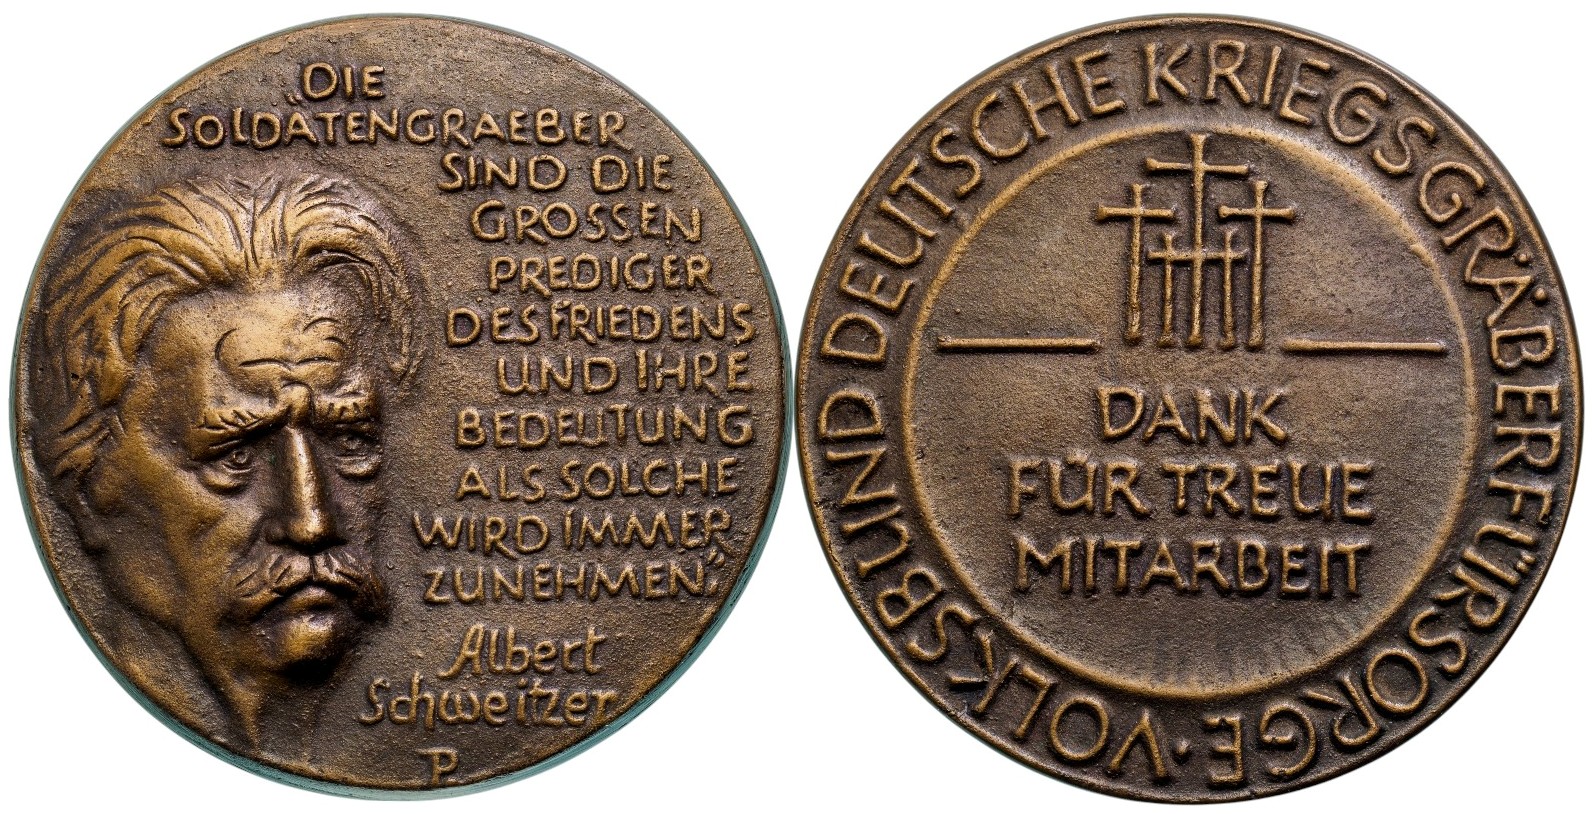 „DIE
SOLDATENGRAEBER
SIND DIE
GROSSEN
PREDIGER
DES FRIEDENS
UND IHRE
BEDEUTUNG
ALS SOLCHE
WIRD IMMER
ZUNEHMEN.“
Albert
Schweitzer
P
VOLKSBUND DEUTSCHE KRIEGSGRÄBERFÜRSORGE ·
DANK
FÜR TREUE
MITARBEIT